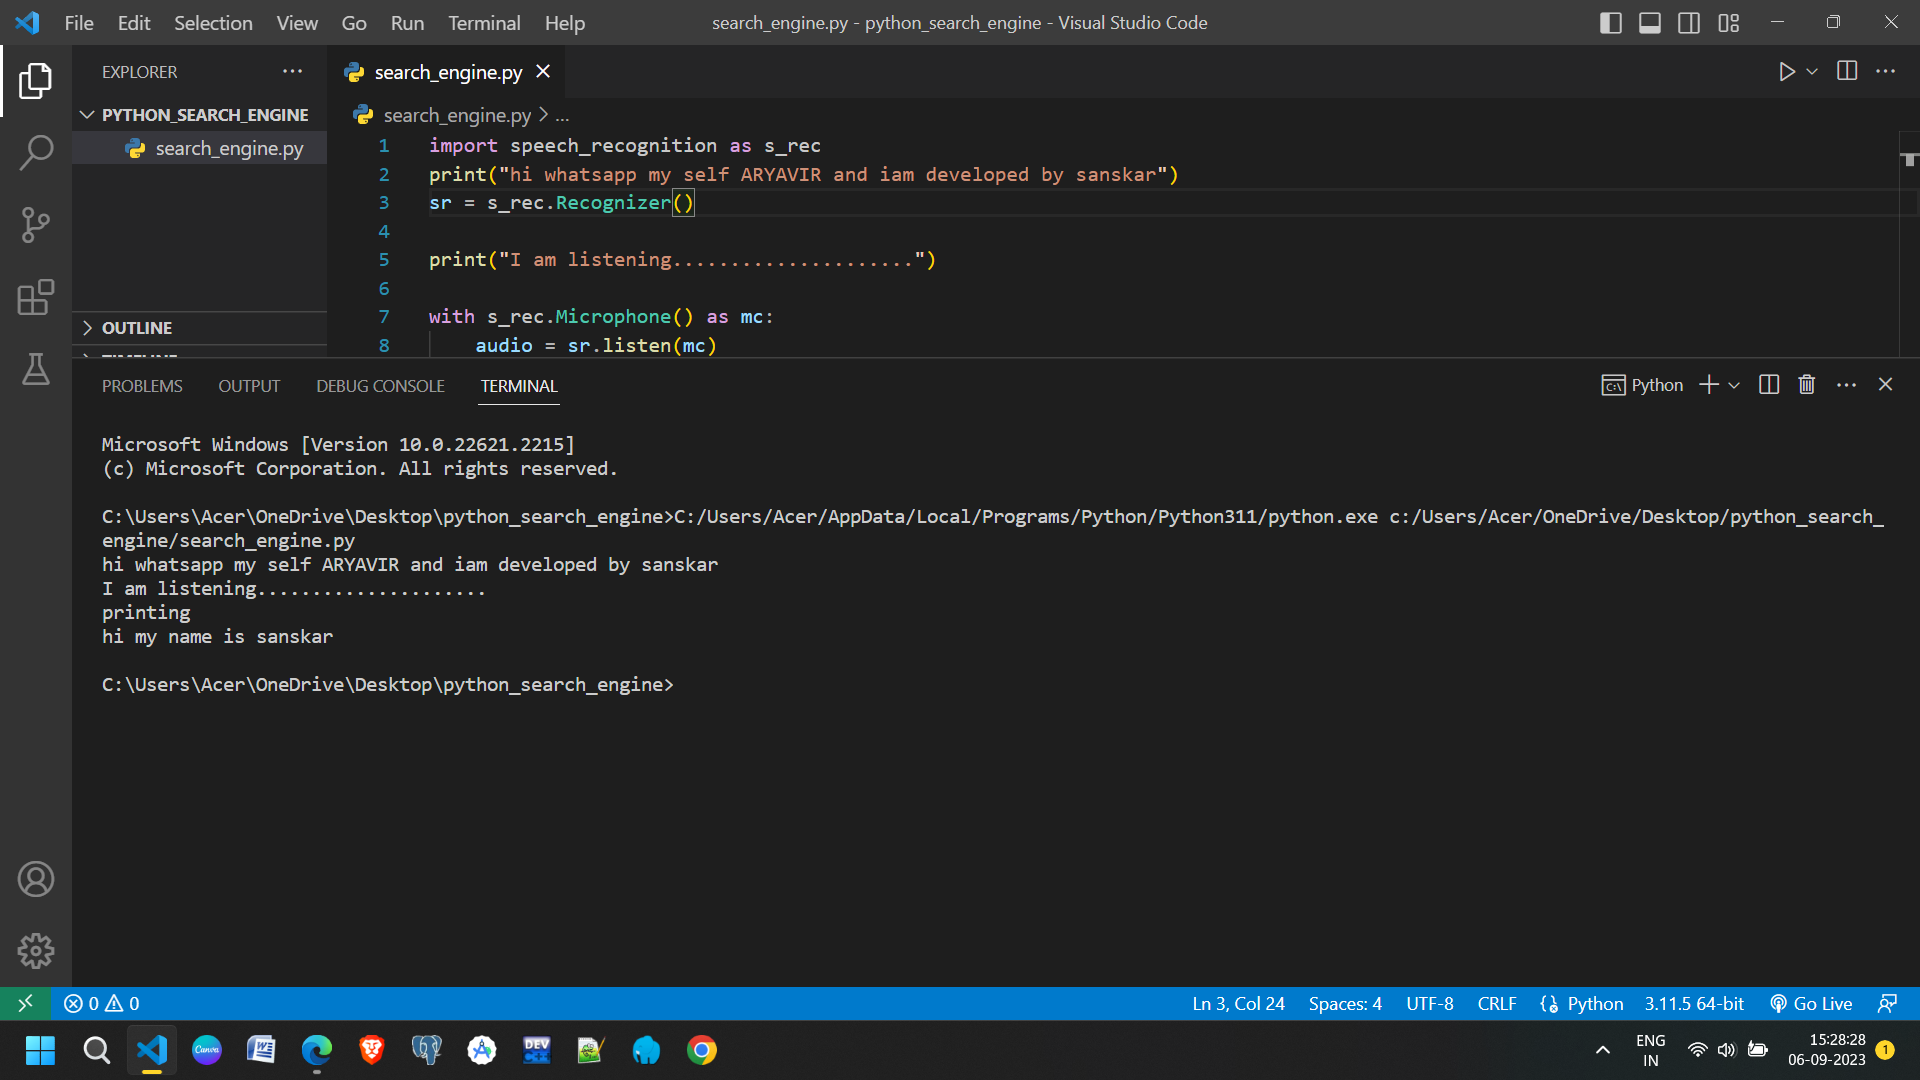 File Edit Selection View Go Run Terminal Help
search_engine.py - python_search_engine - Visual Studio Code
EXPLORER
PYTHON_SEARCH_ENGINE
search_engine.py
OUTLINE
search_engine.py
search_engine.py > ...
1 import speech_recognition as s_rec
2 print("hi whatsapp my self ARYAVIR and iam developed by sanskar")
3 sr = s_rec.Recognizer()
4
5 print("I am listening.....................")
6
7 with s_rec.Microphone() as mc:
8 audio = sr.listen(mc)
PROBLEMS OUTPUT DEBUG CONSOLE TERMINAL
Python
Microsoft Windows [Version 10.0.22621.2215]
(c) Microsoft Corporation. All rights reserved.
C:\Users\Acer\OneDrive\Desktop\python_search_engine>C:/Users/Acer/AppData/Local/Programs/Python/Python311/python.exe c:/Users/Acer/OneDrive/Desktop/python_search_
engine/search_engine.py
hi whatsapp my self ARYAVIR and iam developed by sanskar
I am listening.....................
printing
hi my name is sanskar
C:\Users\Acer\OneDrive\Desktop\python_search_engine>
0 0
Ln 3, Col 24 Spaces: 4 UTF-8 CRLF Python 3.11.5 64-bit Go Live
Canva
DEV
ENG
IN
15:28:28
06-09-2023
1